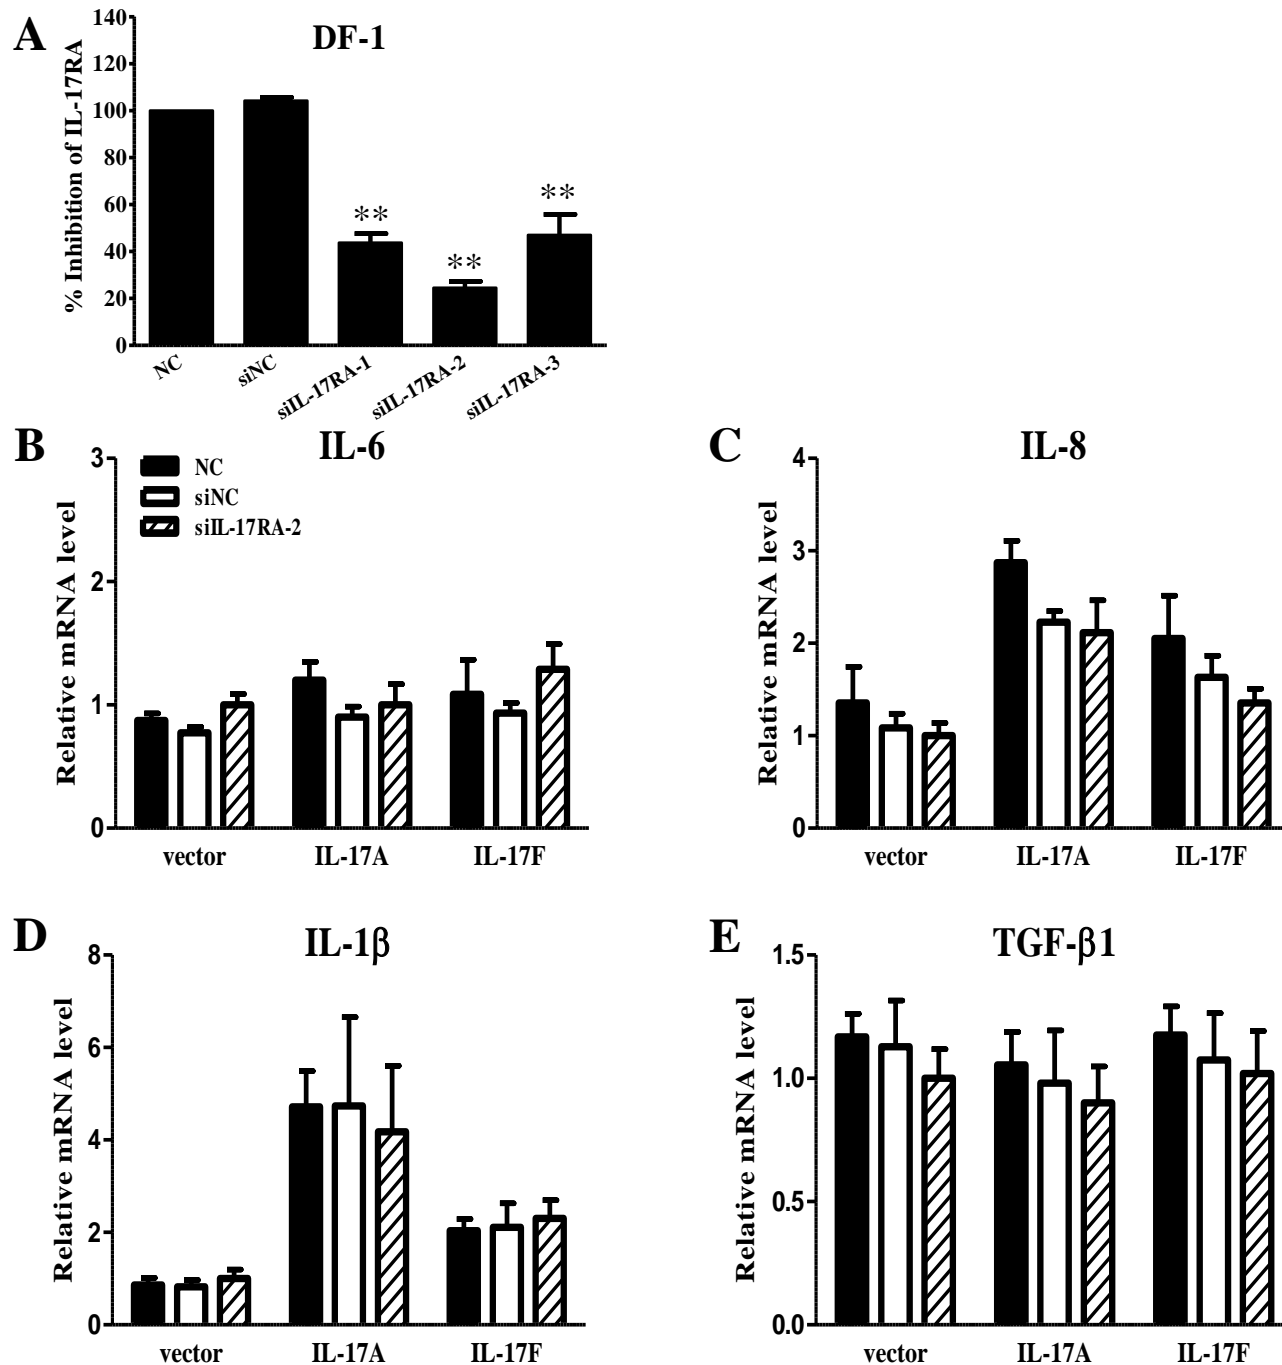 A
DF-1
% Inhibition of IL-17RA
140
120
100
80
60
40
20
0
**
**
**
NC
siNC
siIL-17RA-1
siIL-17RA-2
siIL-17RA-3
B
IL-6
Relative mRNA level
3
2
1
0
NC
siNC
siIL-17RA-2
vector
IL-17A
IL-17F
C
IL-8
Relative mRNA level
4
3
2
1
0
vector
IL-17A
IL-17F
D
IL-1β
Relative mRNA level
8
6
4
2
0
vector
IL-17A
IL-17F
E
TGF-β1
Relative mRNA level
1.5
1.0
0.5
0.0
vector
IL-17A
IL-17F